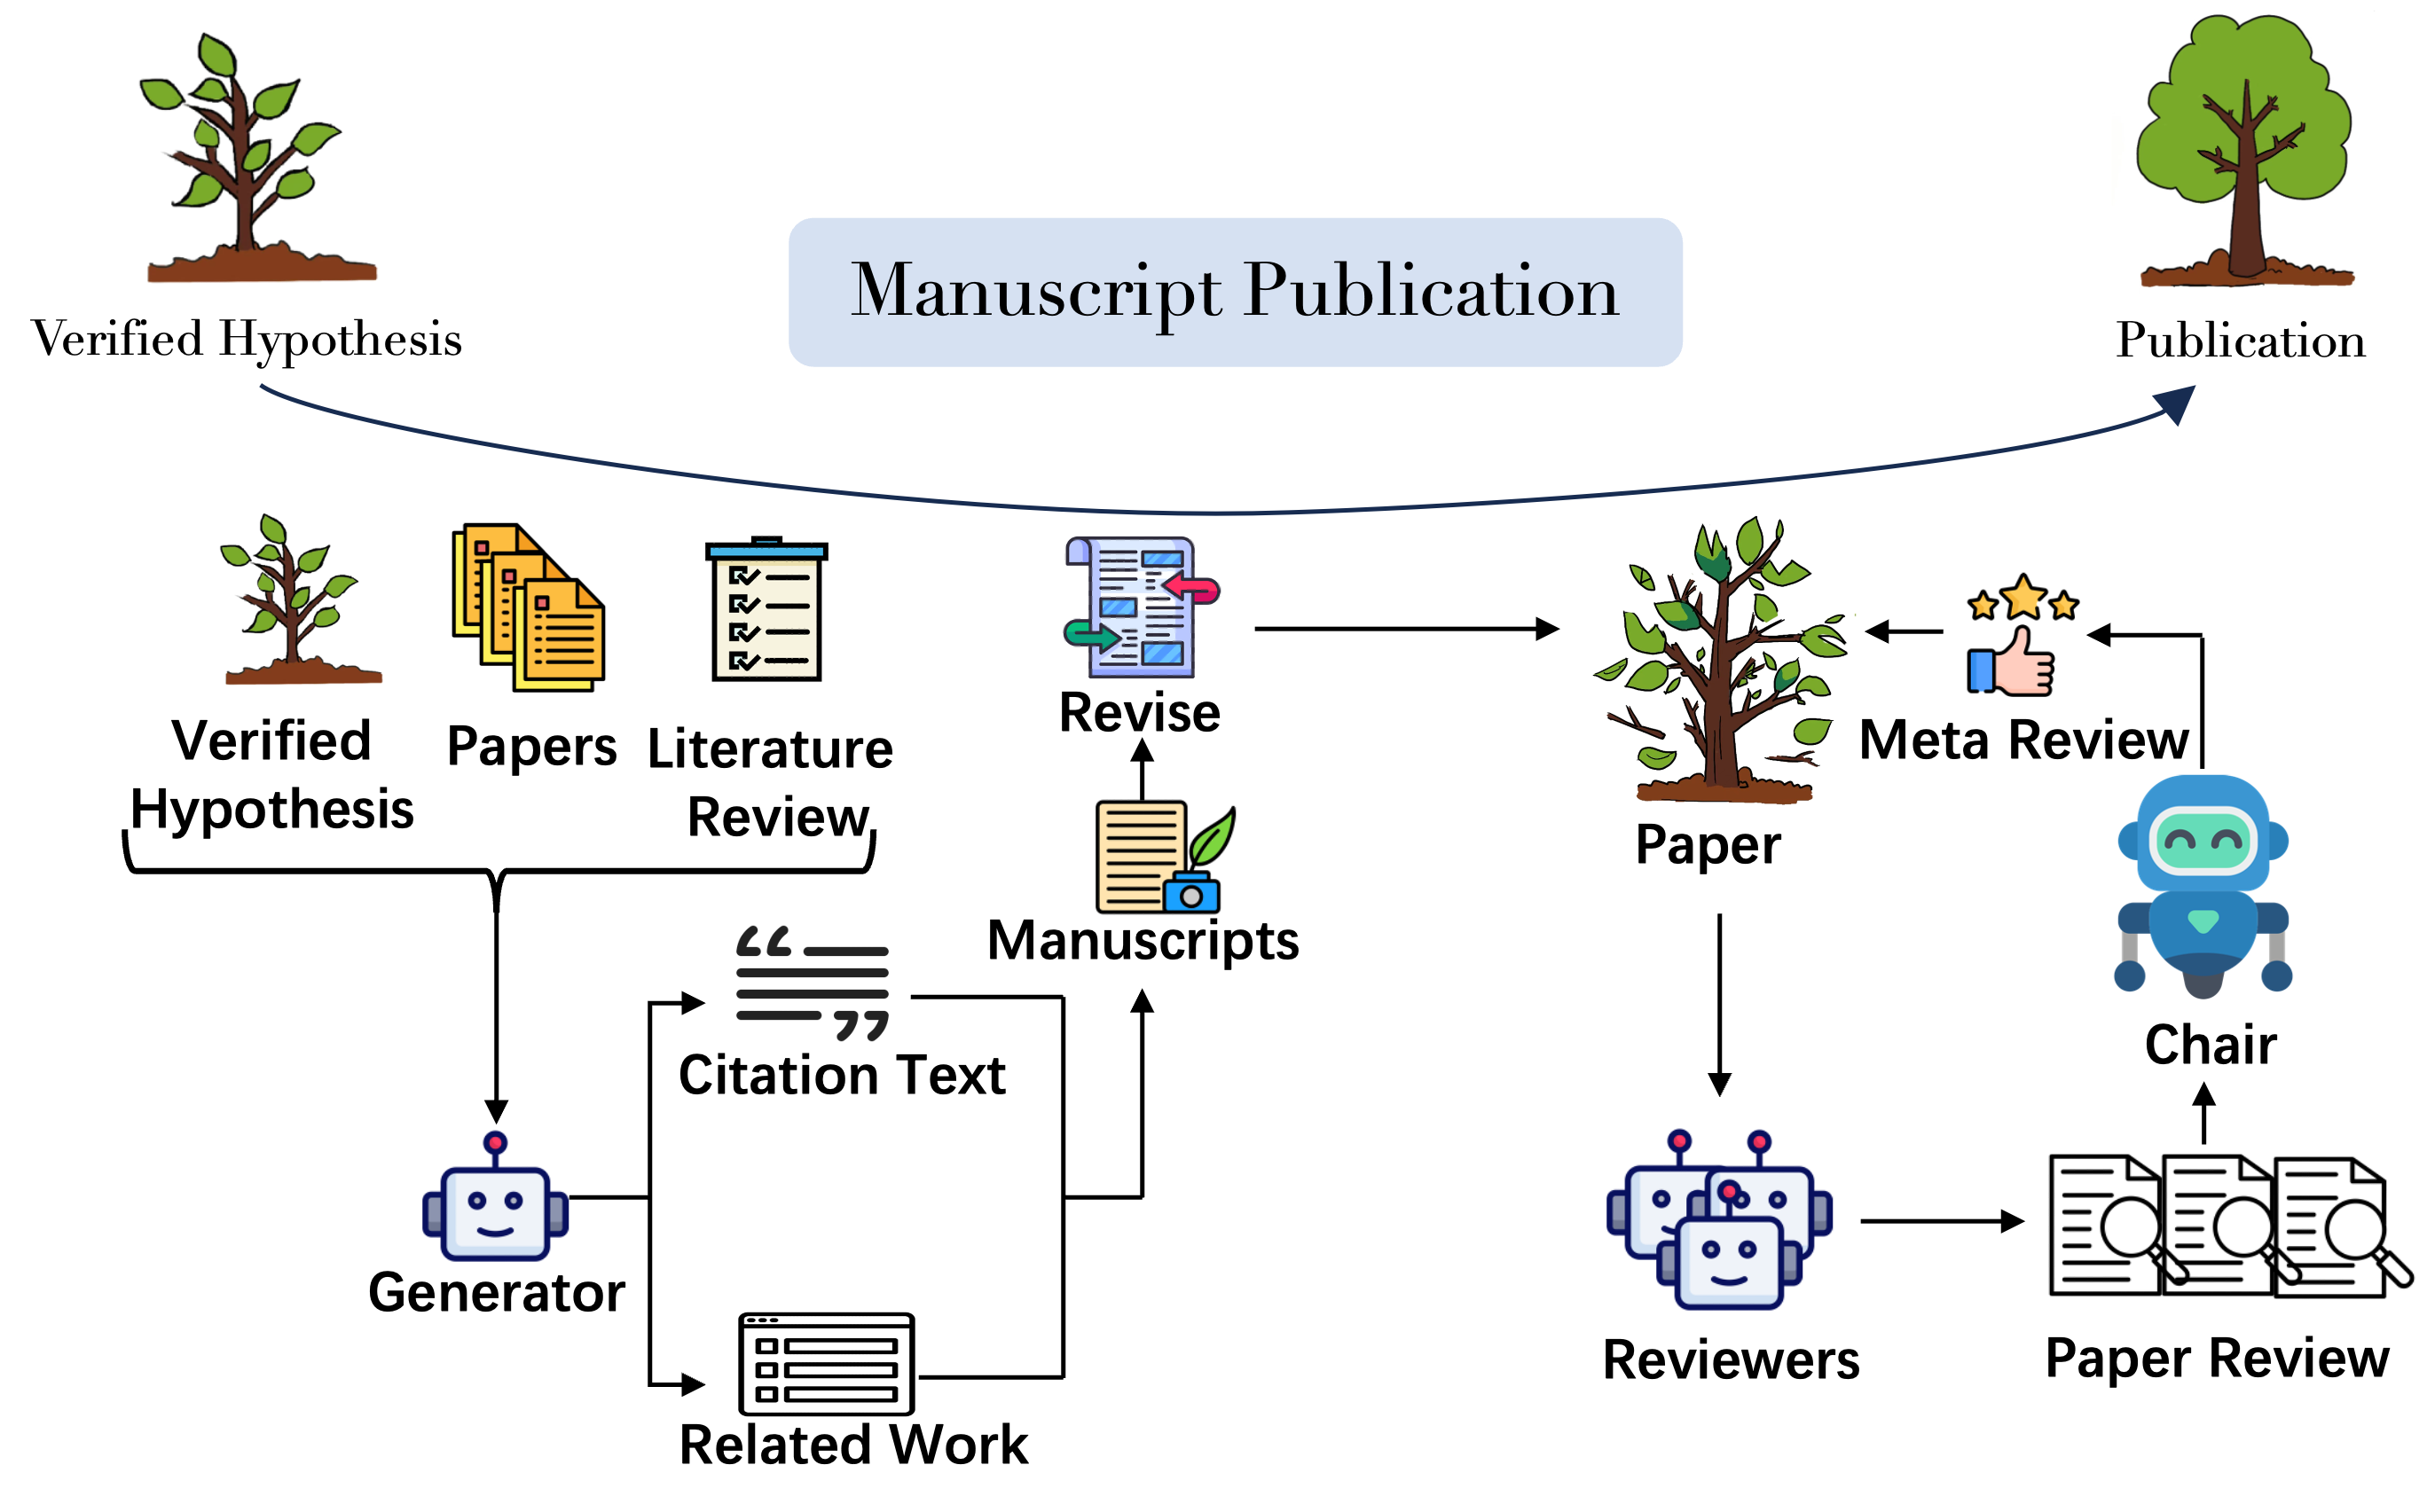 Manuscript Publication
Verified Hypothesis
Publication
Verified
Hypothesis
Papers
Literature
Review
Revise
Manuscripts
Citation Text
Generator
Related Work
Paper
Meta Review
Chair
Reviewers
Paper Review